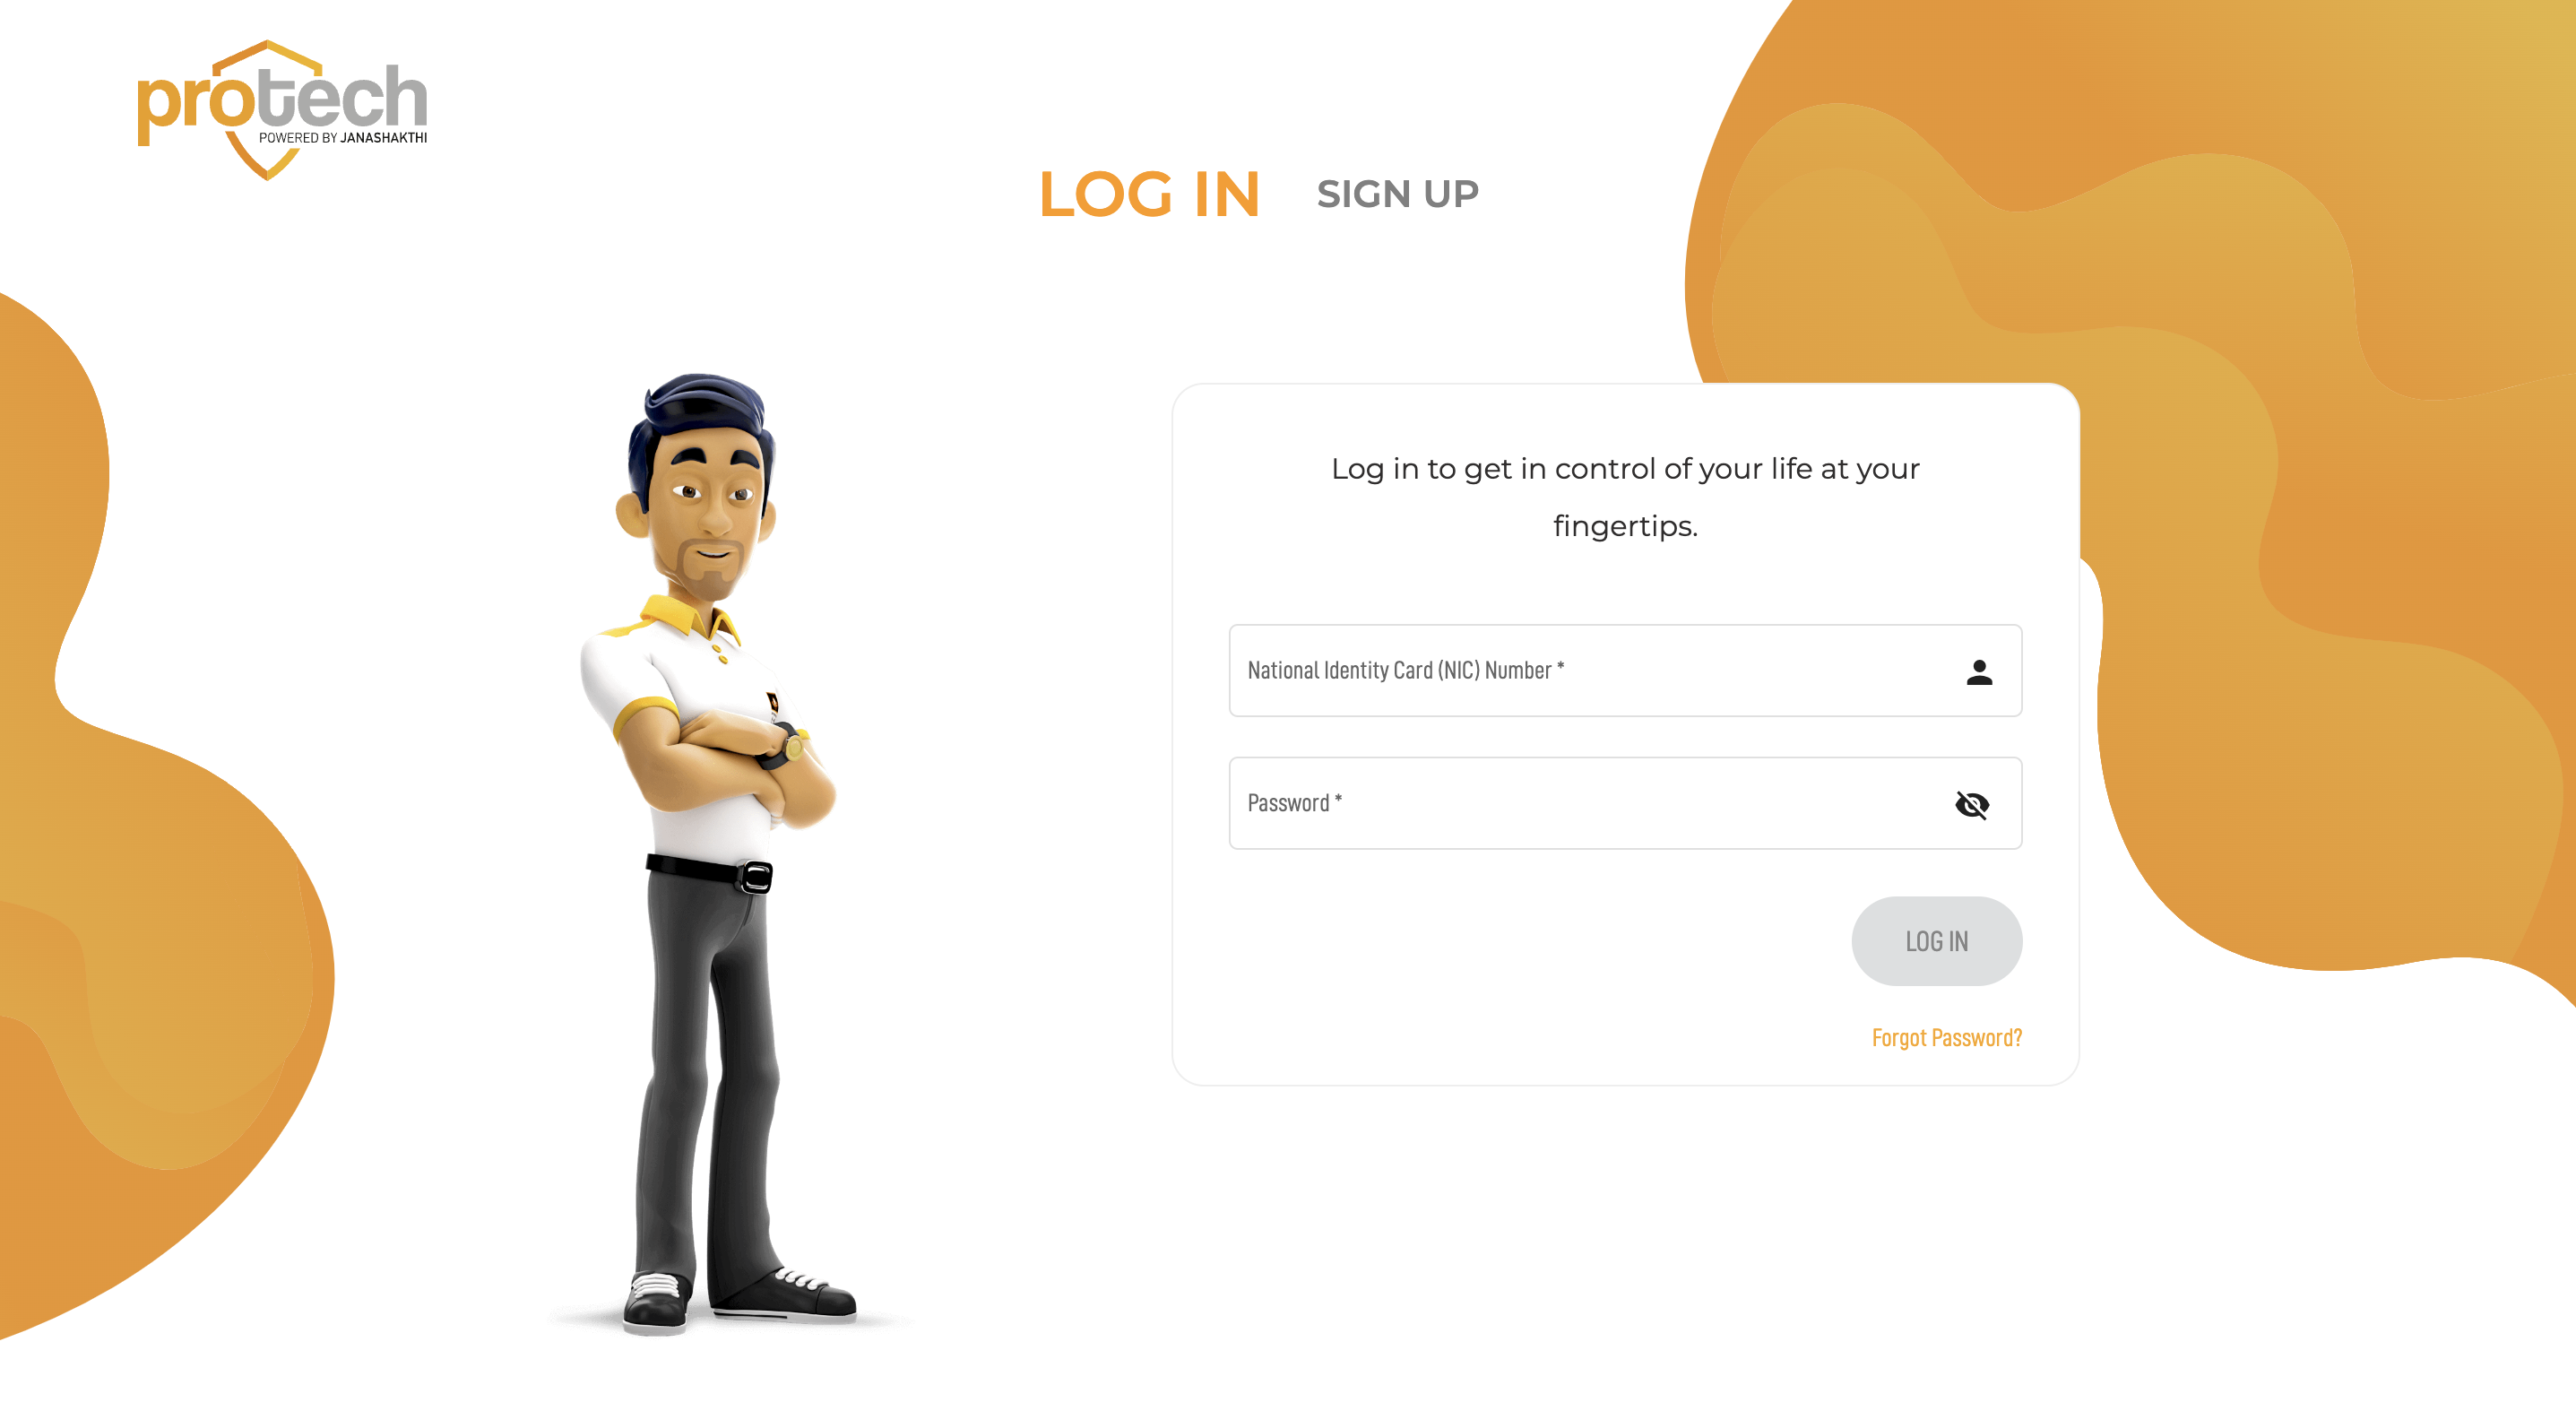 protech
POWERED BY JANASHAKTHI
LOG IN
SIGN UP
Log in to get in control of your life at your
fingertips.
National Identity Card (NIC) Number *
Password *
LOG IN
Forgot Password?